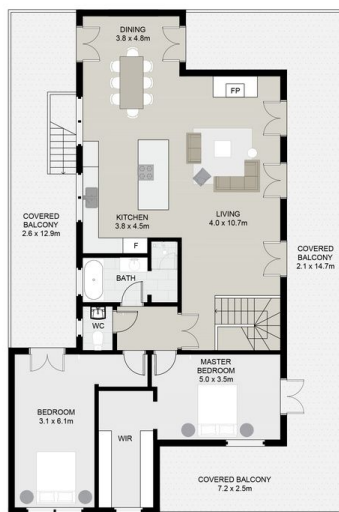 DINING
3.8 x 4.8m
FP
COVERED
BALCONY
2.6 x 12.9m
KITCHEN
3.8 x 4.5m
LIVING
4.0 x 10.7m
F
COVERED
BALCONY
2.1 x 14.7m
BATH
WC
MASTER
BEDROOM
5.0 x 3.5m
BEDROOM
3.1 x 6.1m
WIR
COVERED BALCONY
7.2 x 2.5m